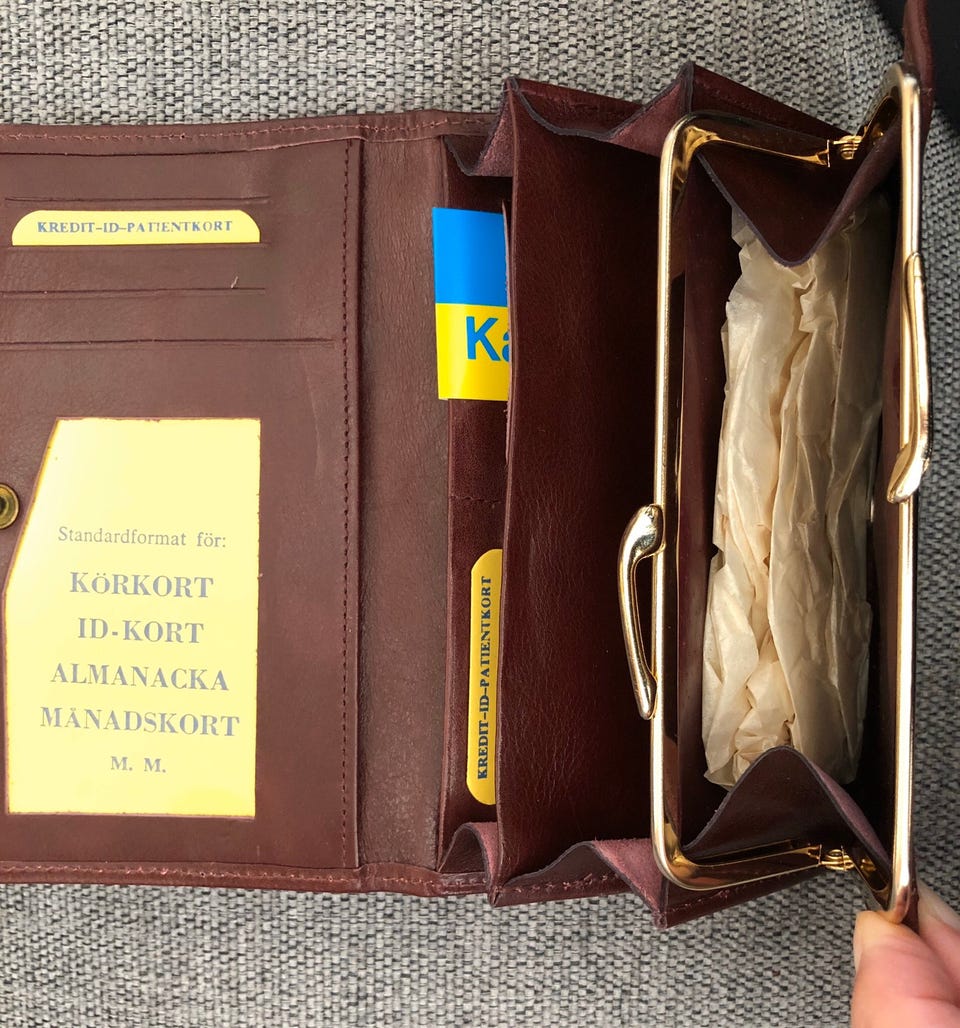 KREDIT–ID–PATIENTKORT
Standardformat för:
KÖRKORT
ID-KORT
ALMANACKA
MÅNADSKORT
M. M.
KREDIT–ID–PATIENTKORT